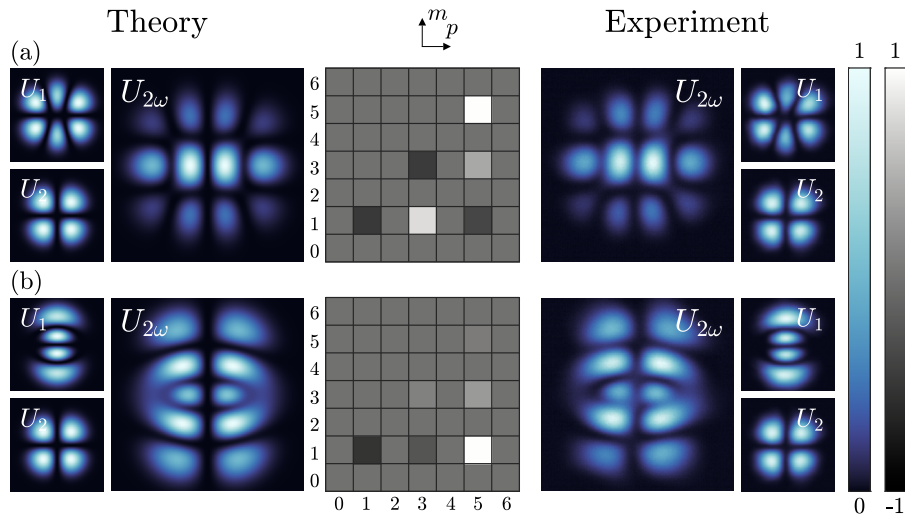 Theory
m
p
Experiment
(a)
1 1
U1
U2ω
6
5
4
3
2
1
0
U2ω
U1
U2
U2
(b)
U1
U2ω
6
5
4
3
2
1
0
U2ω
U1
U2
U2
0 1 2 3 4 5 6
0 -1